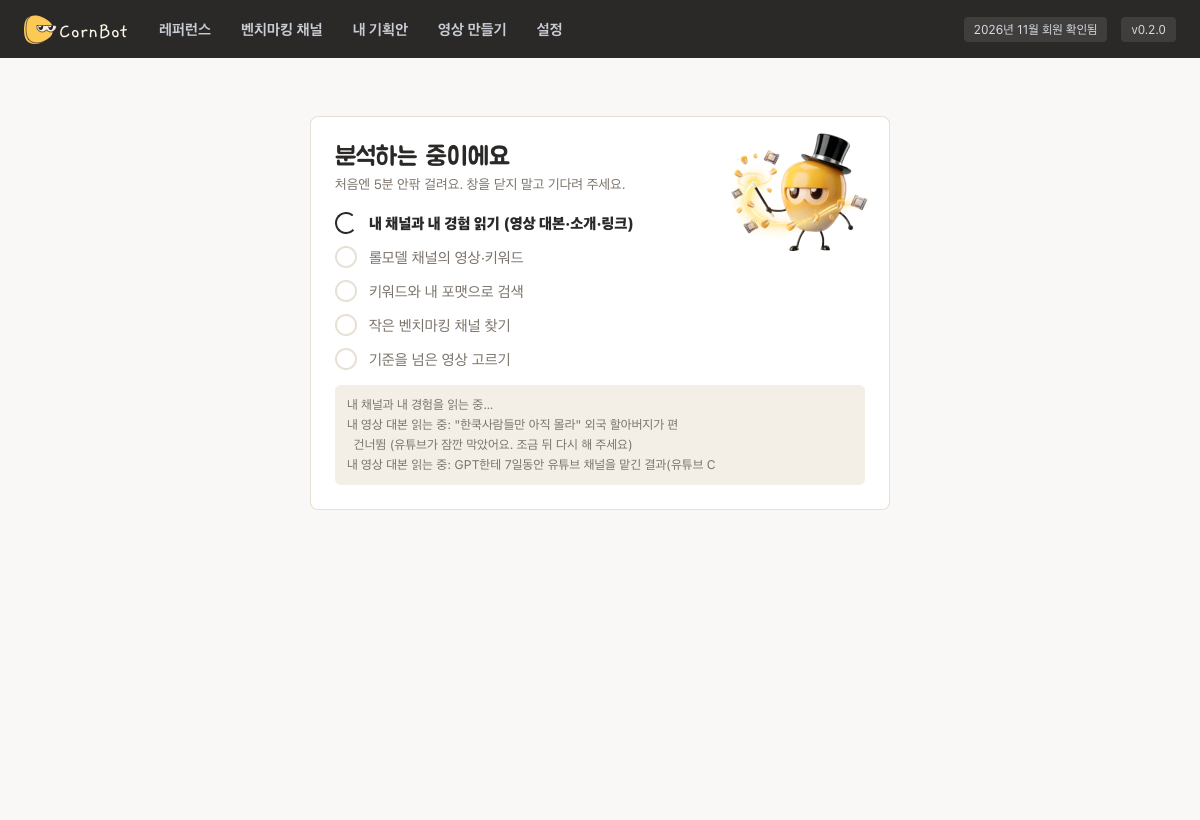 CornBot
레퍼런스
벤치마킹 채널
내 기획안
영상 만들기
설정
2026년 11월 회원 확인됨
v0.2.0
분석하는 중이에요
처음엔 5분 안팎 걸려요. 창을 닫지 말고 기다려 주세요.
내 채널과 내 경험 읽기 (영상 대본·소개·링크)
롤모델 채널의 영상·키워드
키워드와 내 포맷으로 검색
작은 벤치마킹 채널 찾기
기준을 넘은 영상 고르기
내 채널과 내 경험을 읽는 중…
내 영상 대본 읽는 중: "한쿡사람들만 아직 몰라" 외국 할아버지가 편
건너뜀 (유튜브가 잠깐 막았어요. 조금 뒤 다시 해 주세요)
내 영상 대본 읽는 중: GPT한테 7일동안 유튜브 채널을 맡긴 결과(유튜브 C